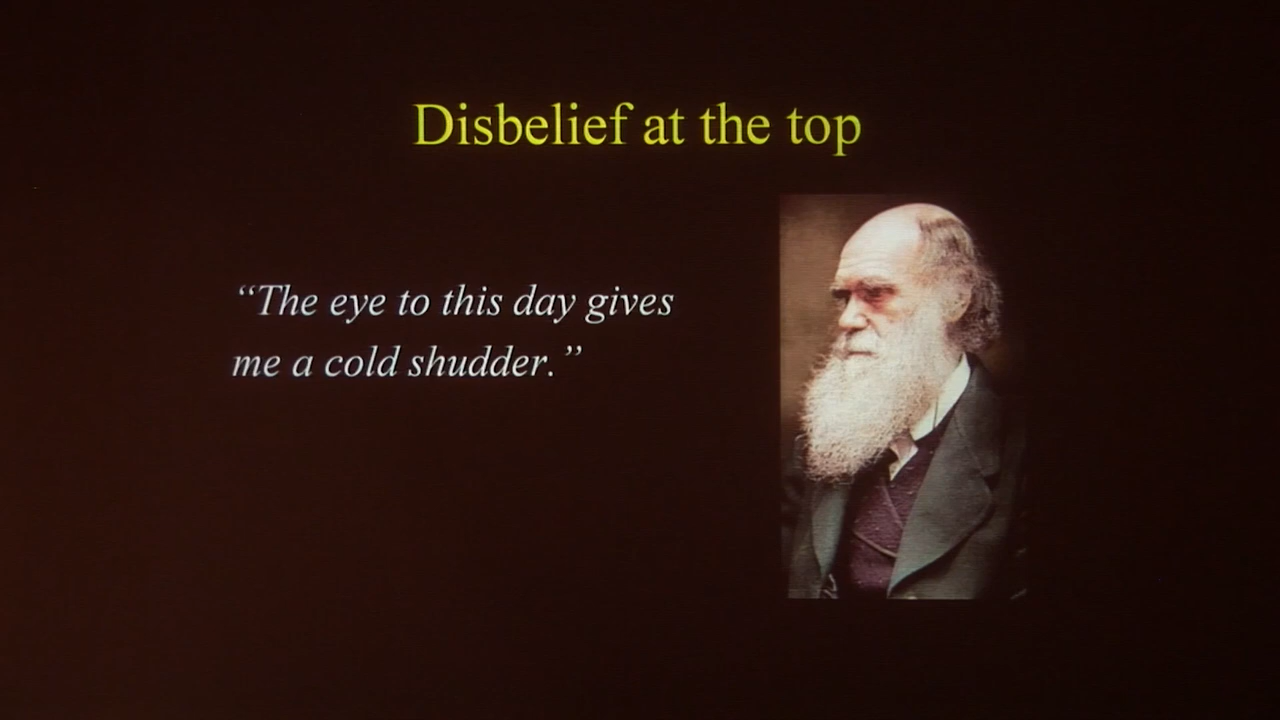 Disbelief at the top
“The eye to this day gives
me a cold shudder.”